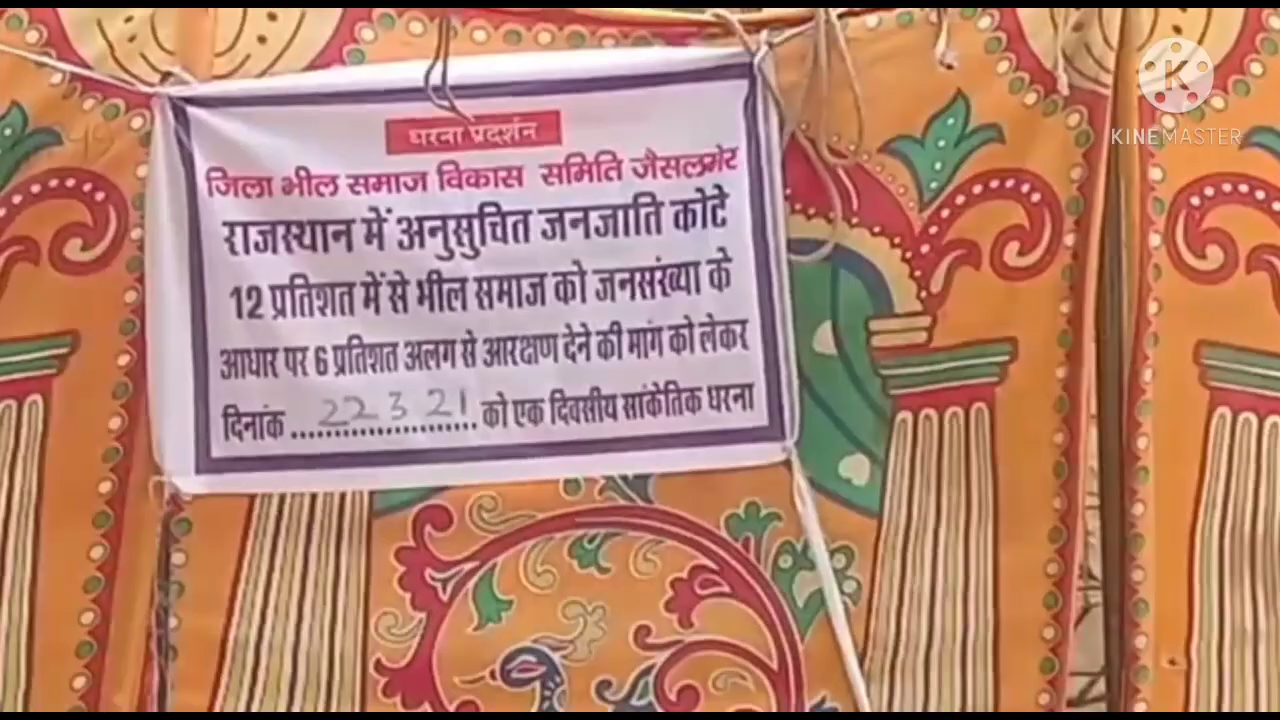 धरना प्रदर्शन
जिला भील समाज विकास समिति जैसलमेर
राजस्थान में अनुसुचित जनजाति कोटे
12 प्रतिशत में से भील समाज को जनसंख्या के
आधार पर 6 प्रतिशत अलग से आरक्षण देने की मांग को लेकर
दिनांक 22 3 21 को एक दिवसीय सांकेतिक धरना
K
KINEMASTER